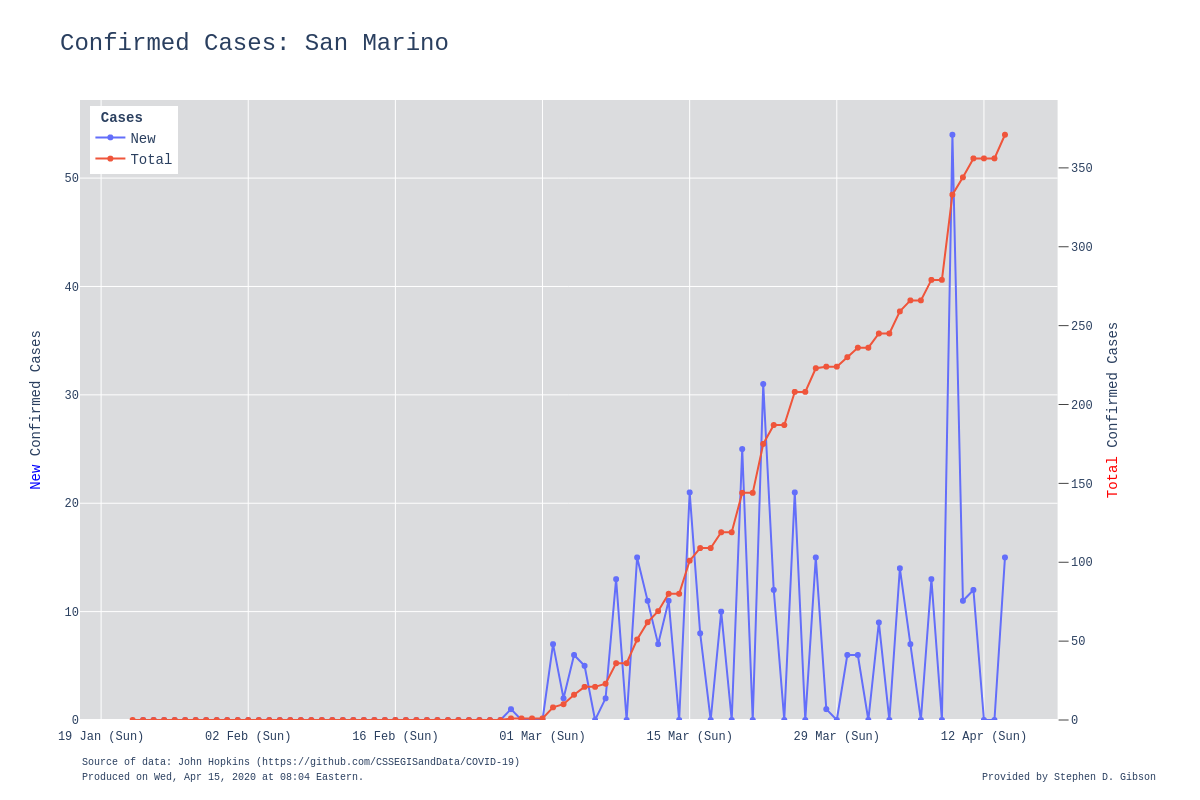 Confirmed Cases: San Marino
Cases
New
Total
50
40
30
20
10
0
New Confirmed Cases
350
300
250
200
150
100
50
0
Total Confirmed Cases
19 Jan (Sun)
02 Feb (Sun)
16 Feb (Sun)
01 Mar (Sun)
15 Mar (Sun)
29 Mar (Sun)
12 Apr (Sun)
Source of data: John Hopkins (https://github.com/CSSEGISandData/COVID-19)
Produced on Wed, Apr 15, 2020 at 08:04 Eastern.
Provided by Stephen D. Gibson